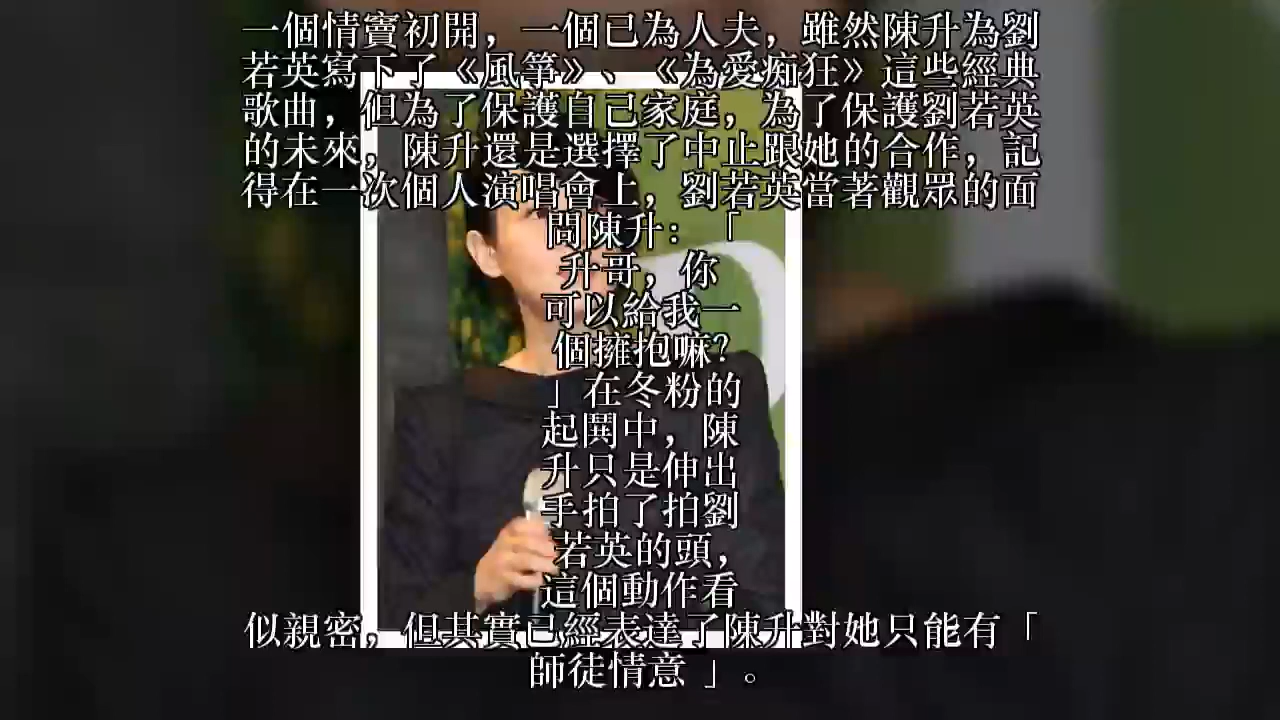 一個情竇初開，一個已為人夫，雖然陳升為劉
若英寫下了《風箏》、《為愛痴狂》這些經典
歌曲，但為了保護自己家庭，為了保護劉若英
的未來，陳升還是選擇了中止跟她的合作，記
得在一次個人演唱會上，劉若英當著觀眾的面
問陳升：「
升哥，你
可以給我一
個擁抱嘛？
」在冬粉的
起鬨中，陳
升只是伸出
手拍了拍劉
若英的頭，
這個動作看
似親密，但其實已經表達了陳升對她只能有「
師徒情意 」。